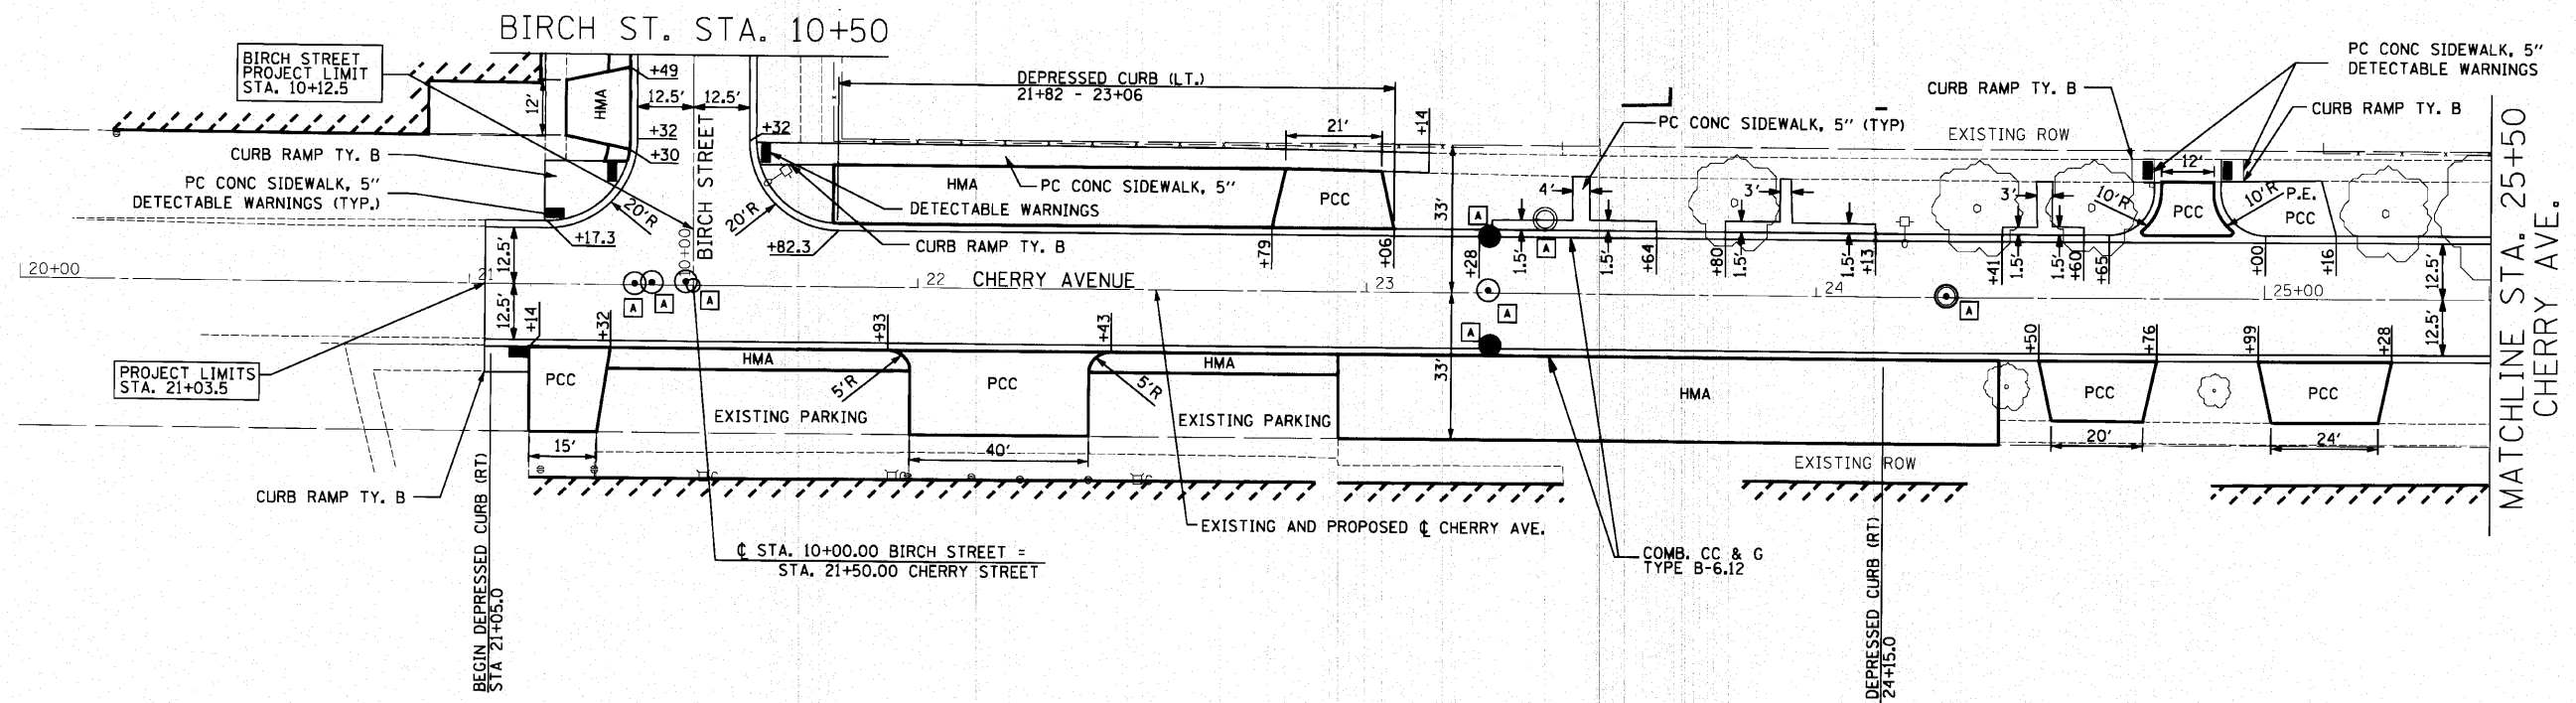 BIRCH ST. STA. 10+50
BIRCH STREET
PROJECT LIMIT
STA. 10+12.5
+49
12'
HMA
12.5'
12.5'
+32
+30
+32
BIRCH STREET
10+00
DEPRESSED CURB (LT.)
21+82 - 23+06
21'
+14
CURB RAMP TY. B
PC CONC SIDEWALK, 5"
DETECTABLE WARNINGS (TYP.)
20'R
20'R
+17.3
+82.3
HMA
PC CONC SIDEWALK, 5"
DETECTABLE WARNINGS
CURB RAMP TY. B
PCC
+79
+06
33'
33'
PC CONC SIDEWALK, 5" (TYP)
4'
3'
3'
A
A
+28
1.5'
1.5'
+64
+80
1.5'
1.5'
+13
+41
1.5'
1.5'
+60
+65
CURB RAMP TY. B
EXISTING ROW
PC CONC SIDEWALK, 5"
DETECTABLE WARNINGS
CURB RAMP TY. B
12'
10'R
PCC
10'R
P.E.
PCC
+00
+16
12.5'
12.5'
MATCHLINE STA. 25+50
CHERRY AVE.
20+00
21
22
CHERRY AVENUE
23
24
25+00
12.5'
12.5'
A
A
A
A
A
A
PROJECT LIMITS
STA. 21+03.5
+14
+32
+93
+43
PCC
HMA
5'R
PCC
5'R
HMA
EXISTING PARKING
EXISTING PARKING
HMA
+50
+76
+99
+28
PCC
PCC
15'
40'
20'
24'
EXISTING ROW
CURB RAMP TY. B
BEGIN DEPRESSED CURB (RT)
STA 21+05.0
℄ STA. 10+00.00 BIRCH STREET =
STA. 21+50.00 CHERRY STREET
EXISTING AND PROPOSED ℄ CHERRY AVE.
COMB. CC & G
TYPE B-6.12
DEPRESSED CURB (RT)
24+15.0